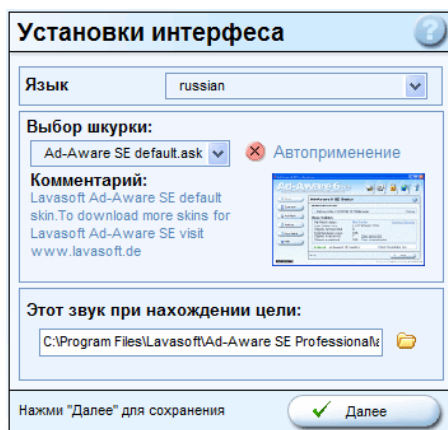 Установки интерфеса
Язык
russian
Выбор шкурки:
Ad-Aware SE default.ask
Автоприменение
Комментарий:
Lavasoft Ad-Aware SE default
skin.To download more skins for
Lavasoft Ad-Aware SE visit
www.lavasoft.de
Этот звук при нахождении цели:
C:\Program Files\Lavasoft\Ad-Aware SE Professional\a
Нажми "Далее" для сохранения
Далее